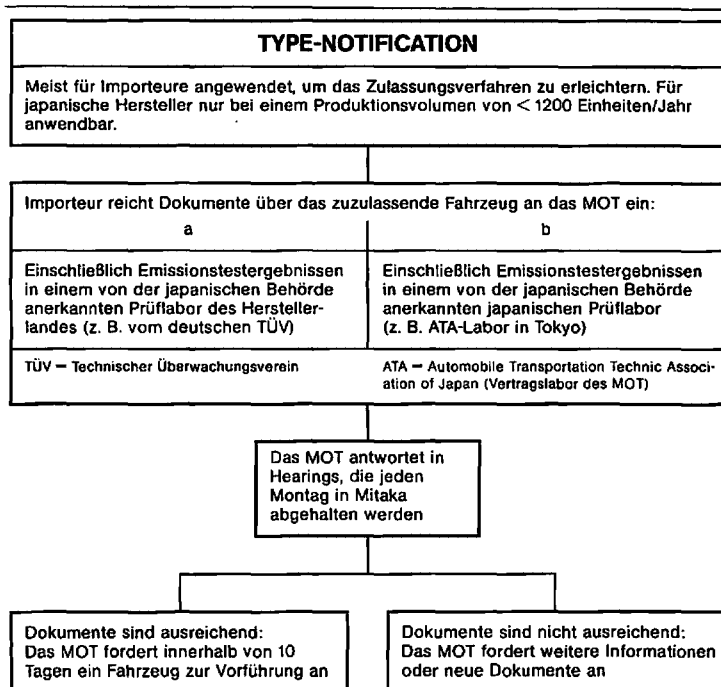 TYPE-NOTIFICATION
Meist für Importeure angewendet, um das Zulassungsverfahren zu erleichtern. Für
japanische Hersteller nur bei einem Produktionsvolumen von < 1200 Einheiten/Jahr
anwendbar.
Importeur reicht Dokumente über das zuzulassende Fahrzeug an das MOT ein:
a
Einschließlich Emissionstestergebnissen
in einem von der japanischen Behörde
anerkannten Prüflabor des Hersteller-
landes (z. B. vom deutschen TÜV)
b
Einschließlich Emissionstestergebnissen
in einem von der japanischen Behörde
anerkannten japanischen Prüflabor
(z. B. ATA-Labor in Tokyo)
TÜV – Technischer Überwachungsverein
ATA – Automobile Transportation Technic Associ-
ation of Japan (Vertragslabor des MOT)
Das MOT antwortet in
Hearings, die jeden
Montag in Mitaka
abgehalten werden
Dokumente sind ausreichend:
Das MOT fordert innerhalb von 10
Tagen ein Fahrzeug zur Vorführung an
Dokumente sind nicht ausreichend:
Das MOT fordert weitere Informationen
oder neue Dokumente an